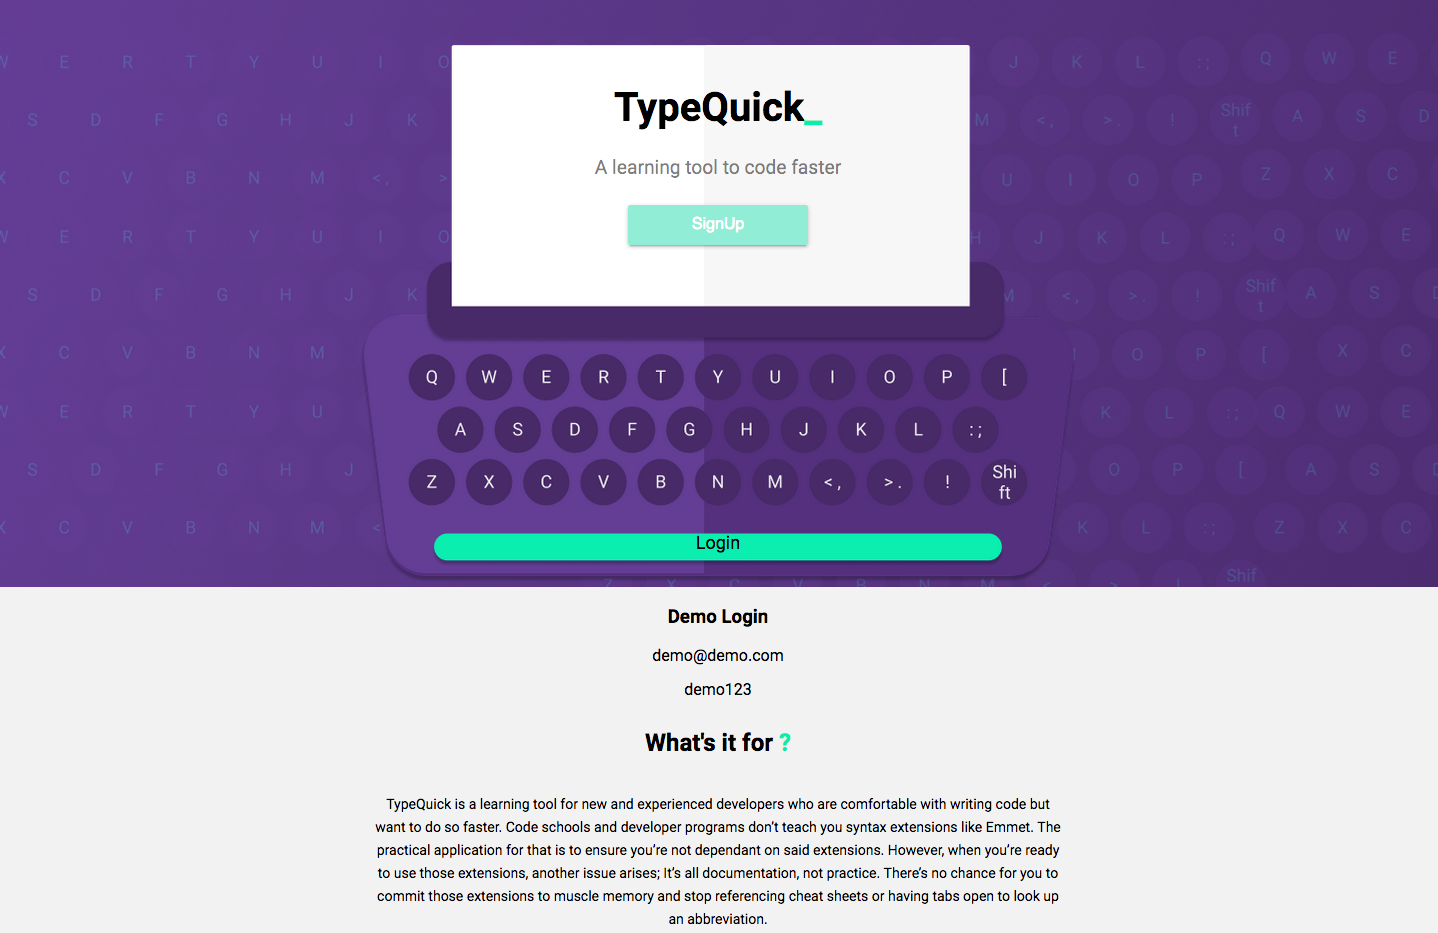 TypeQuick_
A learning tool to code faster
SignUp
Q W E R T Y U I O P [
A S D F G H J K L : ;
Z X C V B N M < , > . ! Shi
ft
Login
Demo Login
demo@demo.com
demo123
What's it for ?
TypeQuick is a learning tool for new and experienced developers who are comfortable with writing code but
want to do so faster. Code schools and developer programs don’t teach you syntax extensions like Emmet. The
practical application for that is to ensure you’re not dependant on said extensions. However, when you’re ready
to use those extensions, another issue arises; It’s all documentation, not practice. There’s no chance for you to
commit those extensions to muscle memory and stop referencing cheat sheets or having tabs open to look up
an abbreviation.